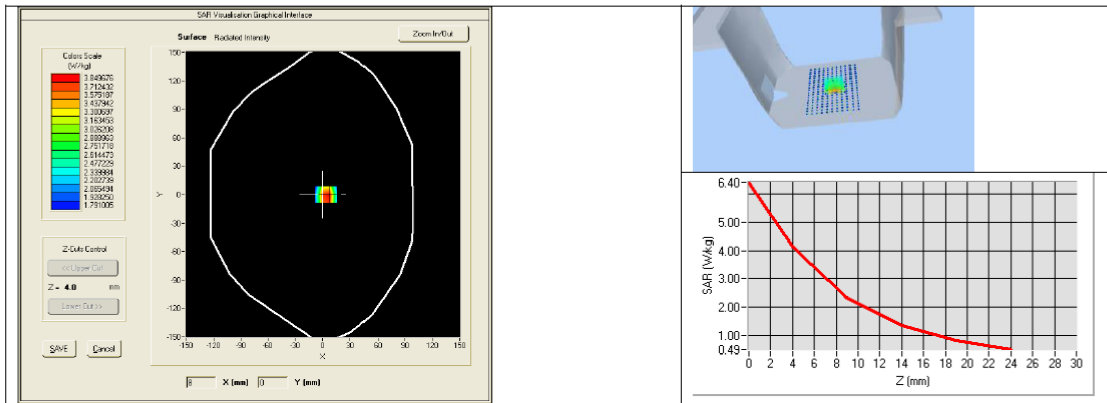 SAR Visualisation Graphical Interface
Surface Radiated Intensity
Zoom In/Out
Colors Scale
(W/kg)
3.849676
3.712432
3.575187
3.437942
3.300697
3.163453
3.026208
2.888963
2.751718
2.614473
2.477229
2.339984
2.202739
2.065494
1.928250
1.791005
Z-Cuts Control
<< Upper Cut
Z = 4.0 mm
Lower Cut >>
SAVE Cancel
150-
120-
90-
60-
30-
Y 0-
-30-
-60-
-90-
-120-
-150-
-150 -120 -90 -60 -30 0 30 60 90 120 150
X
8 X (mm) 0 Y (mm)
6.40-
5.00-
4.00-
3.00-
2.00-
1.00-
0.49-
SAR (W/kg)
0 2 4 6 8 10 12 14 16 18 20 22 24 26 28 30
Z (mm)